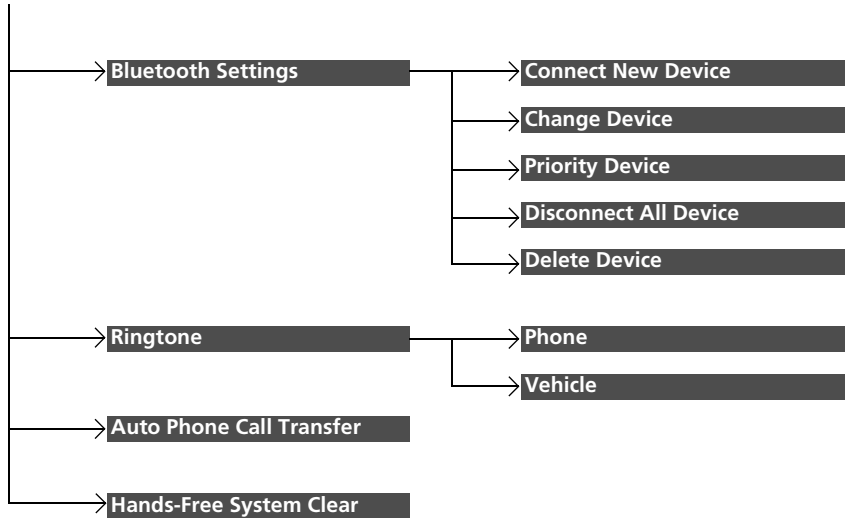 Bluetooth Settings
Connect New Device
Change Device
Priority Device
Disconnect All Device
Delete Device
Ringtone
Phone
Vehicle
Auto Phone Call Transfer
Hands-Free System Clear